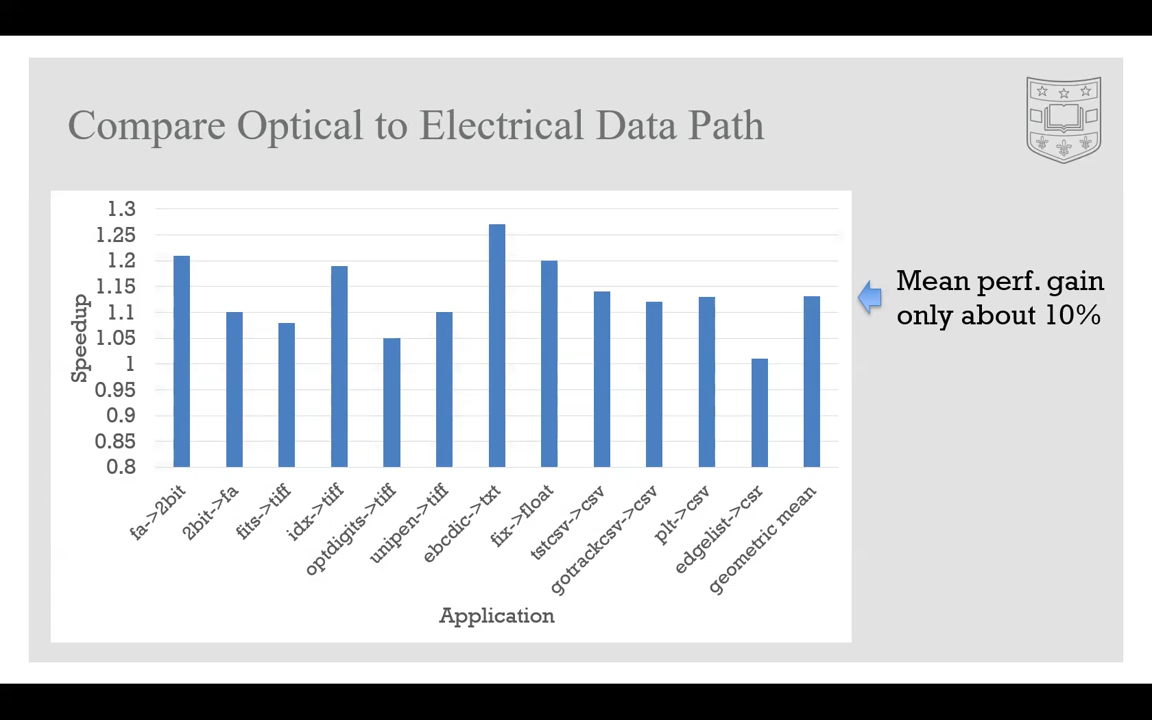 Compare Optical to Electrical Data Path
1.3
1.25
1.2
1.15
1.1
1.05
1
0.95
0.9
0.85
0.8
Speedup
fa->2bit
2bit->fa
fits->tiff
idx->tiff
optdigits->tiff
unipen->tiff
ebcdic->txt
fix->float
tstcsv->csv
gotrackcsv->csv
plt->csv
edgelist->csr
geometric mean
Application
Mean perf. gain
only about 10%